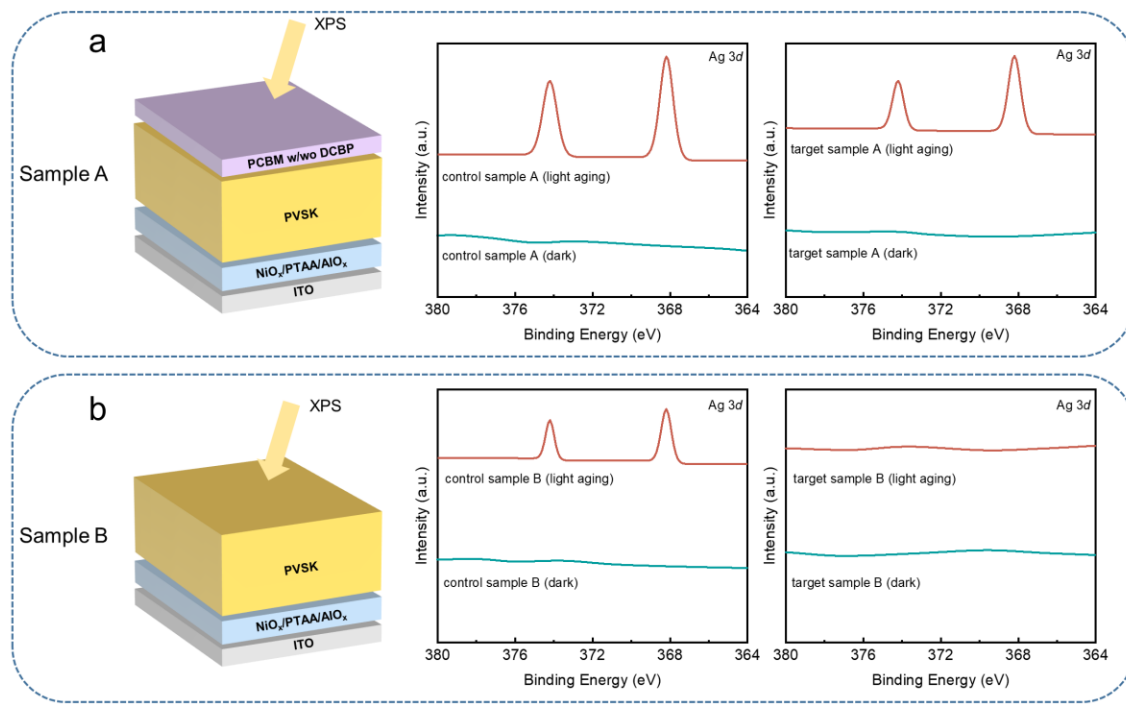 a
XPS
Sample A
PCBM w/wo DCBP
PVSK
NiOₓ/PTAA/AlOₓ
ITO
Intensity (a.u.)
Ag 3d
control sample A (light aging)
control sample A (dark)
380 376 372 368 364
Binding Energy (eV)
Intensity (a.u.)
Ag 3d
target sample A (light aging)
target sample A (dark)
380 376 372 368 364
Binding Energy (eV)
b
XPS
Sample B
PVSK
NiOₓ/PTAA/AlOₓ
ITO
Intensity (a.u.)
Ag 3d
control sample B (light aging)
control sample B (dark)
380 376 372 368 364
Binding Energy (eV)
Intensity (a.u.)
Ag 3d
target sample B (light aging)
target sample B (dark)
380 376 372 368 364
Binding Energy (eV)